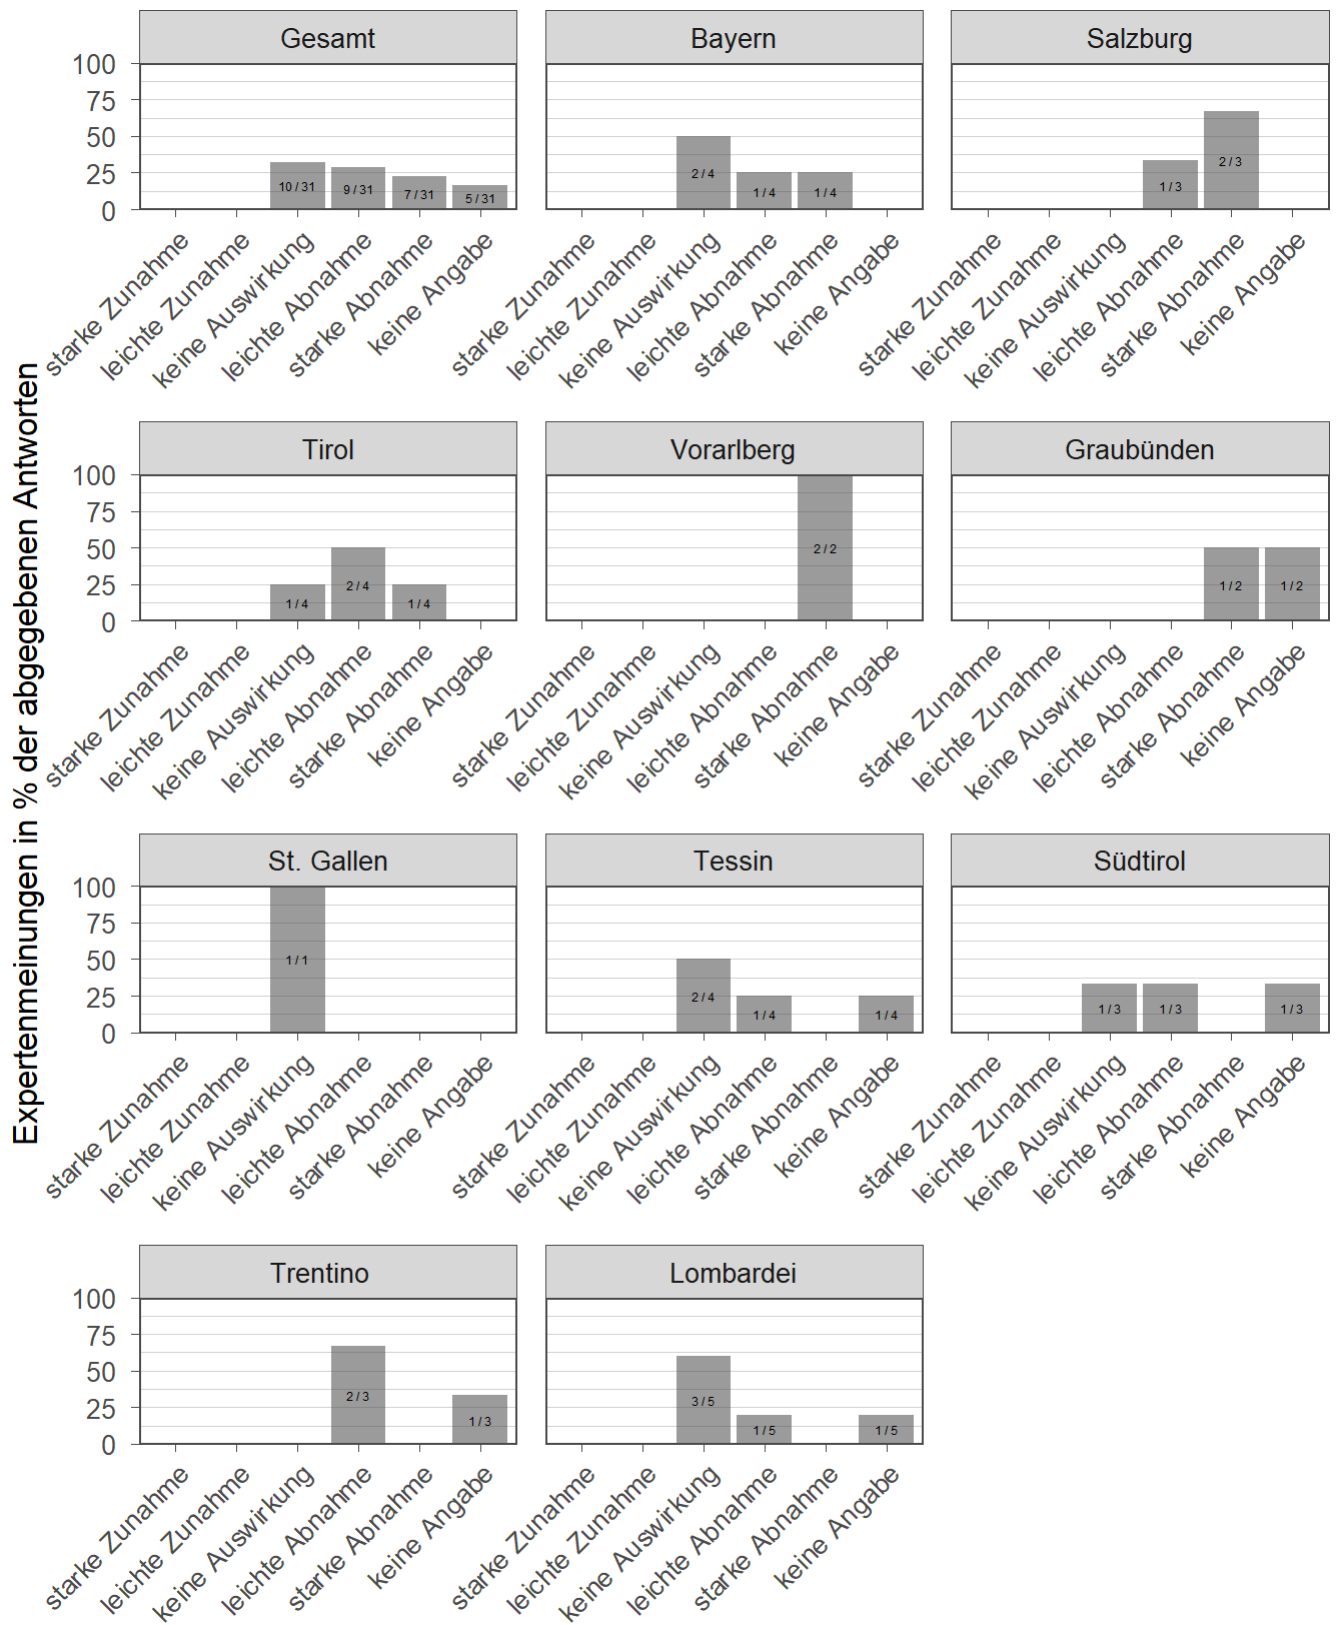 Expertenmeinungen in % der abgegebenen Antworten
Gesamt
100
75
50
25
0
10 / 31
9 / 31
7 / 31
5 / 31
starke Zunahme
leichte Zunahme
keine Auswirkung
leichte Abnahme
starke Abnahme
keine Angabe
Bayern
2 / 4
1 / 4
1 / 4
starke Zunahme
leichte Zunahme
keine Auswirkung
leichte Abnahme
starke Abnahme
keine Angabe
Salzburg
1 / 3
2 / 3
starke Zunahme
leichte Zunahme
keine Auswirkung
leichte Abnahme
starke Abnahme
keine Angabe
Tirol
100
75
50
25
0
1 / 4
2 / 4
1 / 4
starke Zunahme
leichte Zunahme
keine Auswirkung
leichte Abnahme
starke Abnahme
keine Angabe
Vorarlberg
2 / 2
starke Zunahme
leichte Zunahme
keine Auswirkung
leichte Abnahme
starke Abnahme
keine Angabe
Graubünden
1 / 2
1 / 2
starke Zunahme
leichte Zunahme
keine Auswirkung
leichte Abnahme
starke Abnahme
keine Angabe
St. Gallen
100
75
50
25
0
1 / 1
starke Zunahme
leichte Zunahme
keine Auswirkung
leichte Abnahme
starke Abnahme
keine Angabe
Tessin
2 / 4
1 / 4
1 / 4
starke Zunahme
leichte Zunahme
keine Auswirkung
leichte Abnahme
starke Abnahme
keine Angabe
Südtirol
1 / 3
1 / 3
1 / 3
starke Zunahme
leichte Zunahme
keine Auswirkung
leichte Abnahme
starke Abnahme
keine Angabe
Trentino
100
75
50
25
0
2 / 3
1 / 3
starke Zunahme
leichte Zunahme
keine Auswirkung
leichte Abnahme
starke Abnahme
keine Angabe
Lombardei
3 / 5
1 / 5
1 / 5
starke Zunahme
leichte Zunahme
keine Auswirkung
leichte Abnahme
starke Abnahme
keine Angabe